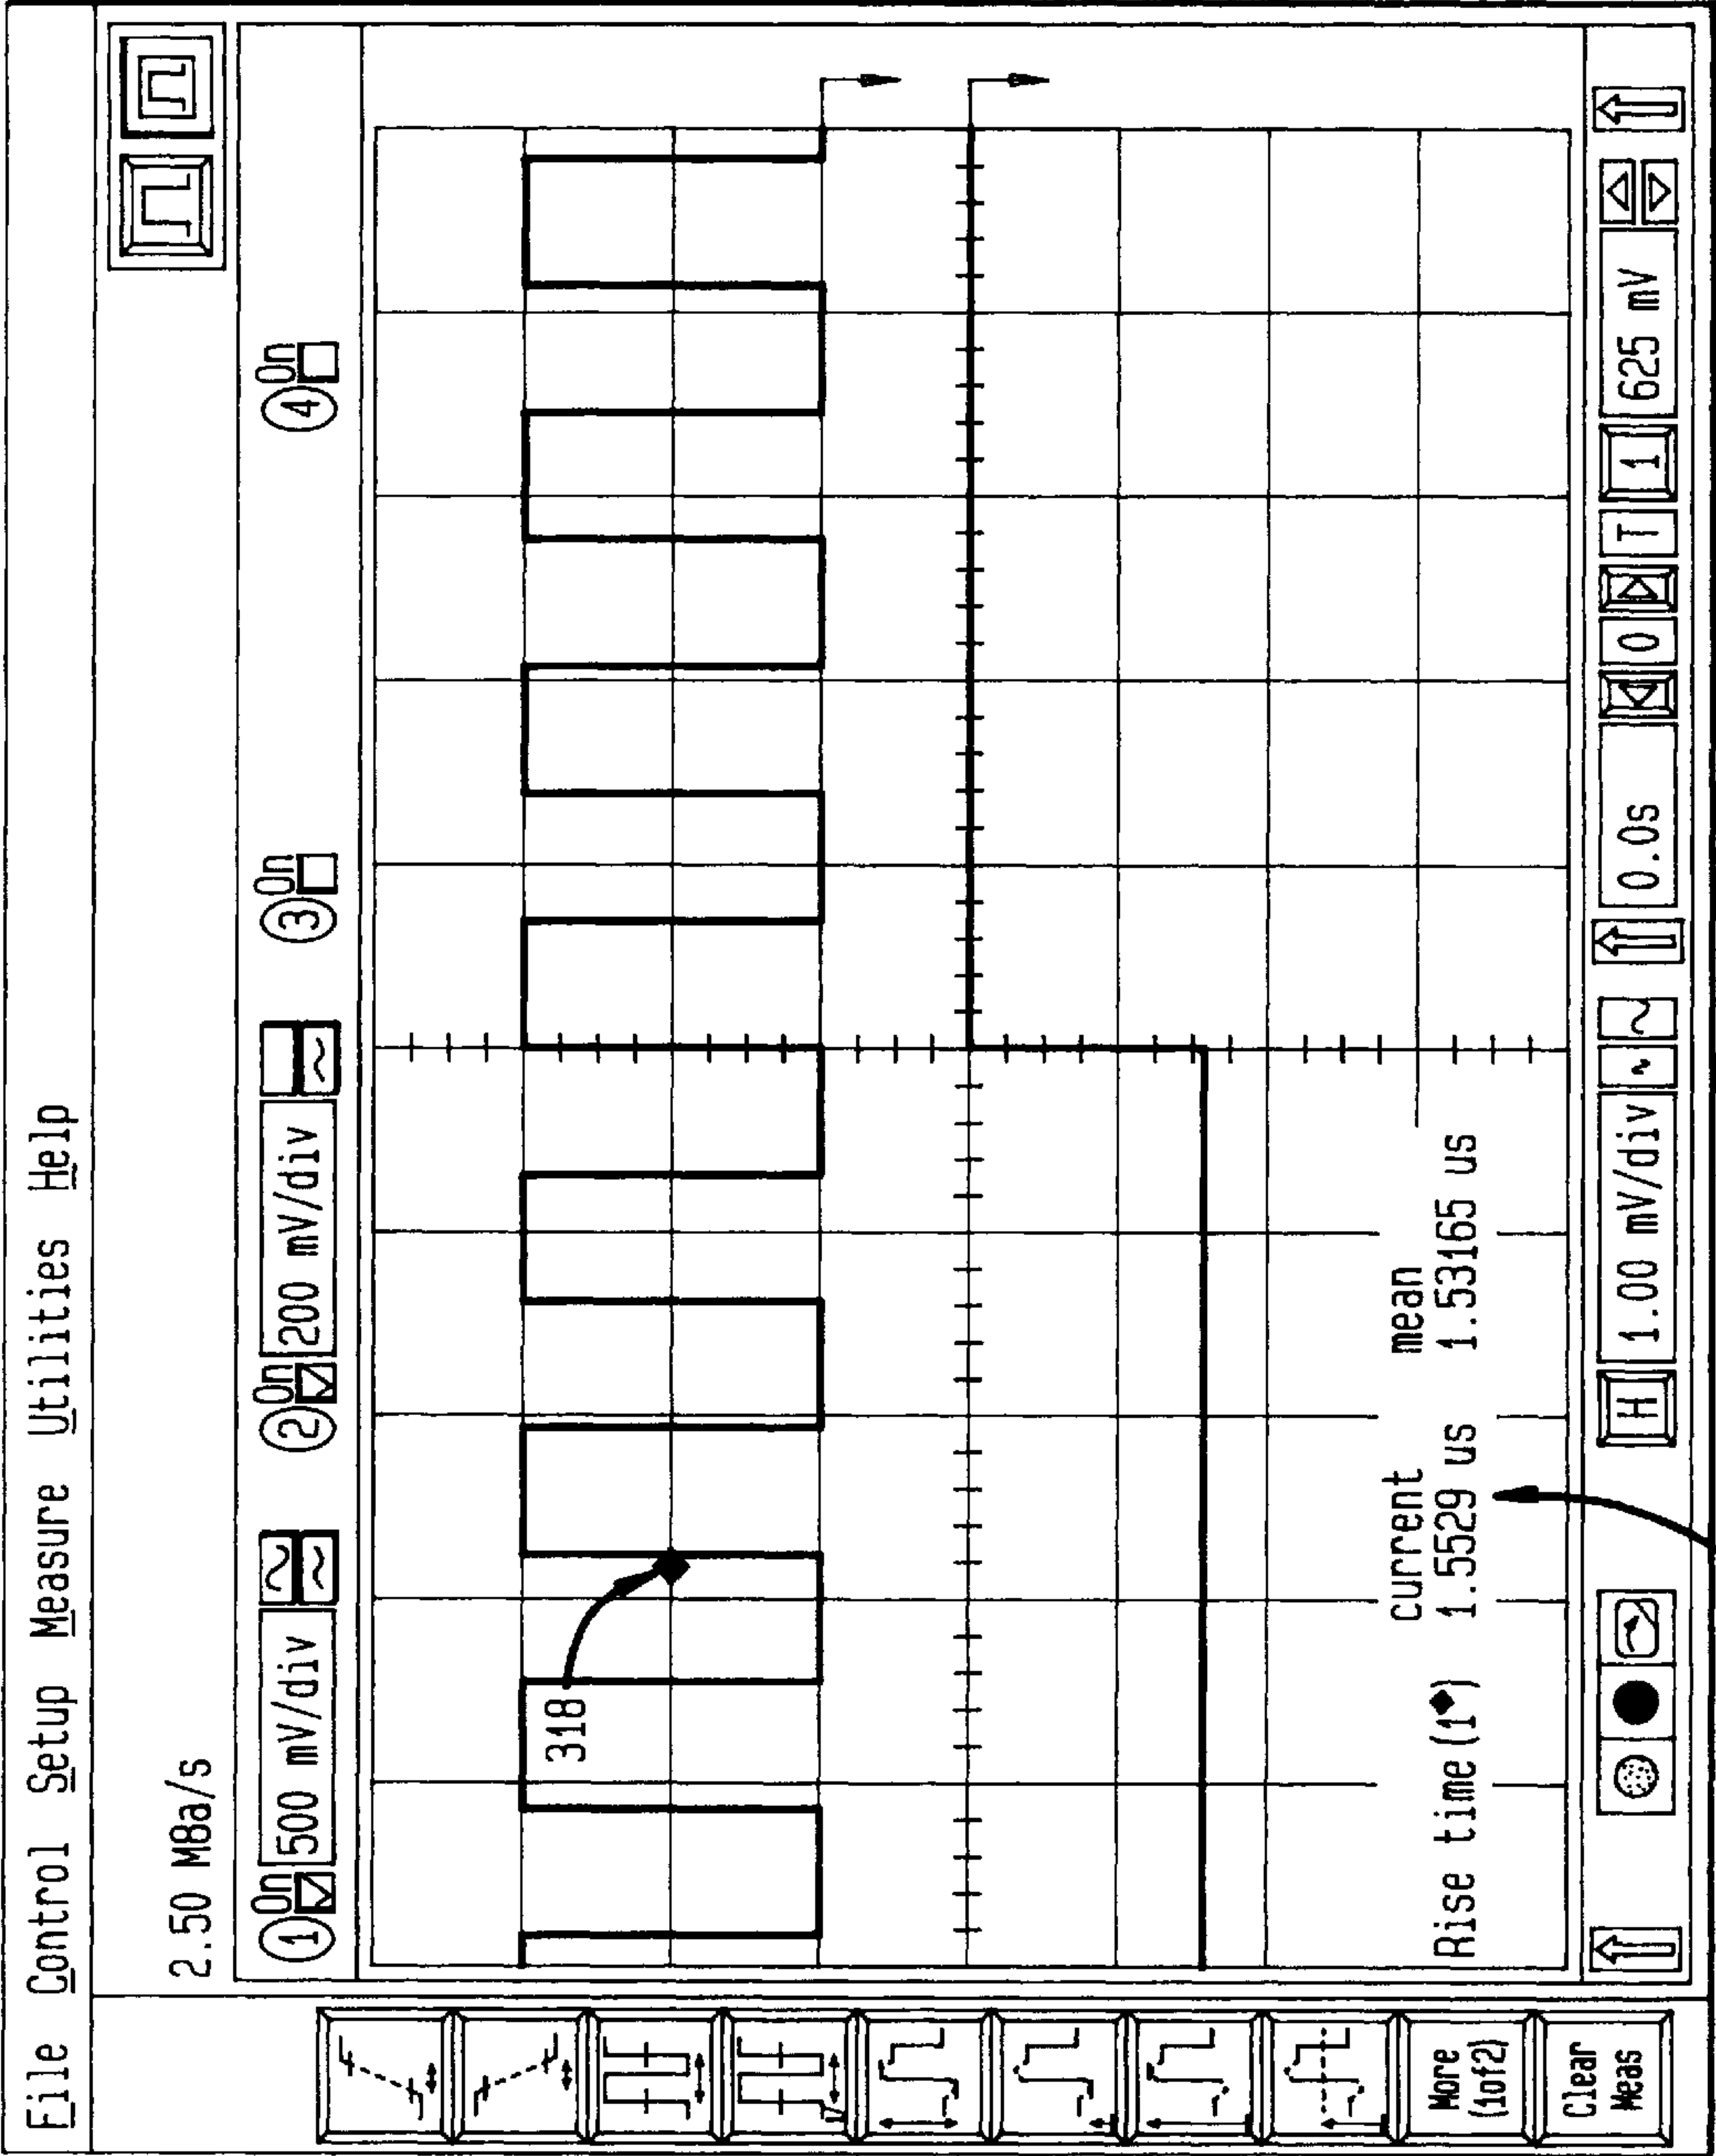 File Control Setup Measure Utilities Help
2.50 MBa/s
1 On 500 mV/div 2 On 200 mV/div 3 On 4 On
318
current mean
Rise time(1◆) 1.5529 us 1.53165 us
More
(1of2)
Clear
Meas
H 1.00 mV/div 0.0s 0 T 1 625 mV